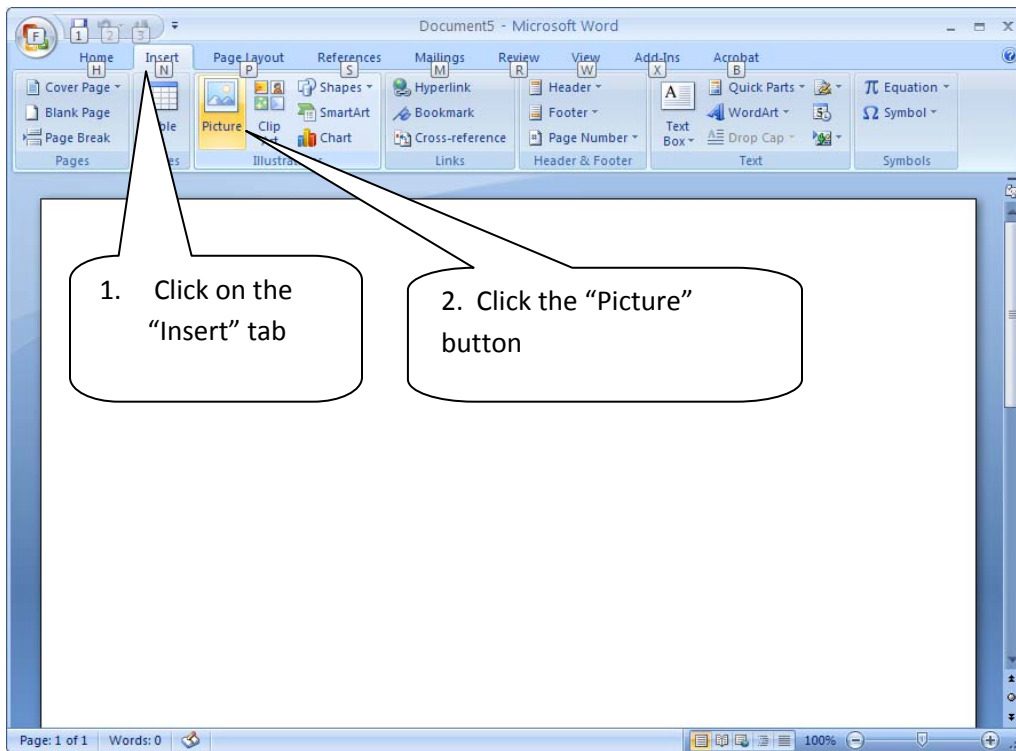 Document5 - Microsoft Word
F 1 2 3
Home Insert Page Layout References Mailings Review View Add-Ins Acrobat
H N P S M R W X B
Cover Page Shapes Hyperlink Header A Quick Parts π Equation
Blank Page SmartArt Bookmark Footer WordArt Ω Symbol
Picture Clip Text
Page Break Chart Cross-reference Page Number Box Drop Cap
Pages Links Header & Footer Text Symbols
1. Click on the
“Insert” tab
2. Click the “Picture”
button
Page: 1 of 1 Words: 0 100%